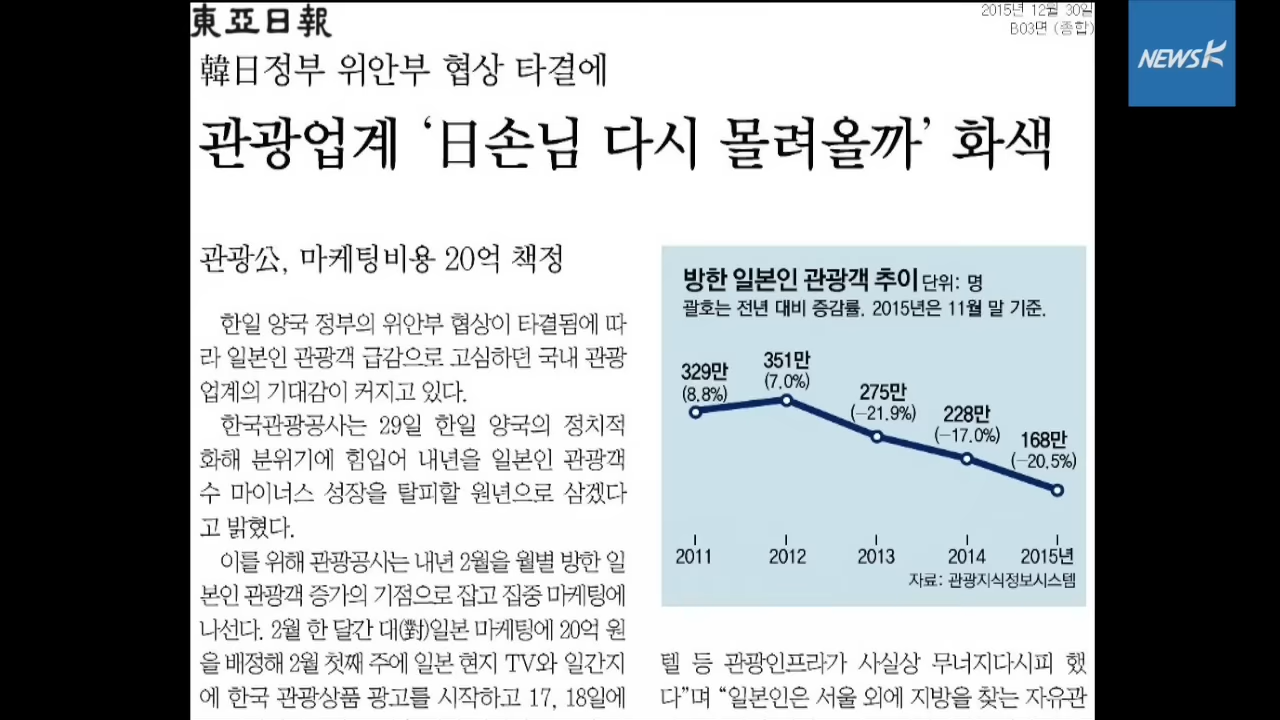 東亞日報
2015년 12월 30일
B03면 (종합)
NEWSK
韓日정부 위안부 협상 타결에
관광업계 ‘日손님 다시 몰려올까’ 화색
관광公, 마케팅비용 20억 책정
한일 양국 정부의 위안부 협상이 타결됨에 따
라 일본인 관광객 급감으로 고심하던 국내 관광
업계의 기대감이 커지고 있다.
한국관광공사는 29일 한일 양국의 정치적
화해 분위기에 힘입어 내년을 일본인 관광객
수 마이너스 성장을 탈피할 원년으로 삼겠다
고 밝혔다.
이를 위해 관광공사는 내년 2월을 월별 방한 일
본인 관광객 증가의 기점으로 잡고 집중 마케팅에
나선다. 2월 한 달간 대(對)일본 마케팅에 20억 원
을 배정해 2월 첫째 주에 일본 현지 TV와 일간지
에 한국 관광상품 광고를 시작하고 17, 18일에
방한 일본인 관광객 추이 단위: 명
괄호는 전년 대비 증감률. 2015년은 11월 말 기준.
329만
(8.8%)
351만
(7.0%)
275만
(−21.9%)
228만
(−17.0%)
168만
(−20.5%)
2011 2012 2013 2014 2015년
자료: 관광지식정보시스템
텔 등 관광인프라가 사실상 무너지다시피 했
다”며 “일본인은 서울 외에 지방을 찾는 자유관